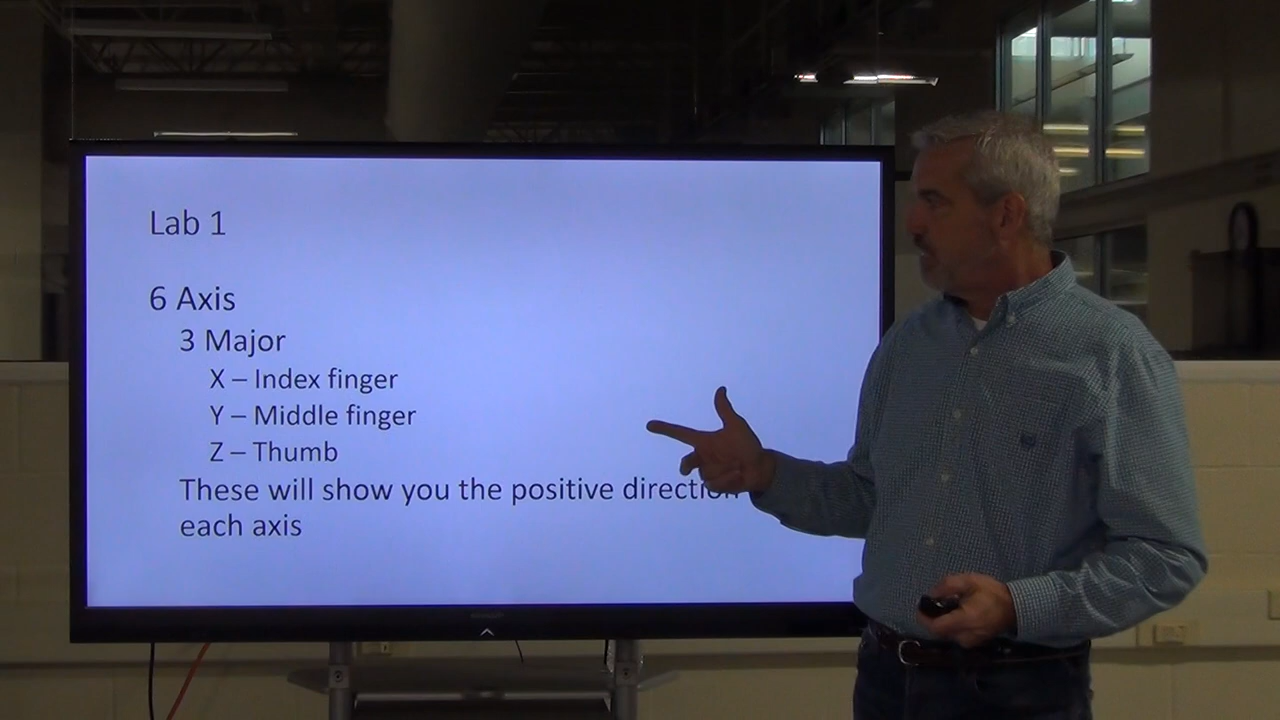 Lab 1
6 Axis
3 Major
X – Index finger
Y – Middle finger
Z – Thumb
These will show you the positive direction
each axis